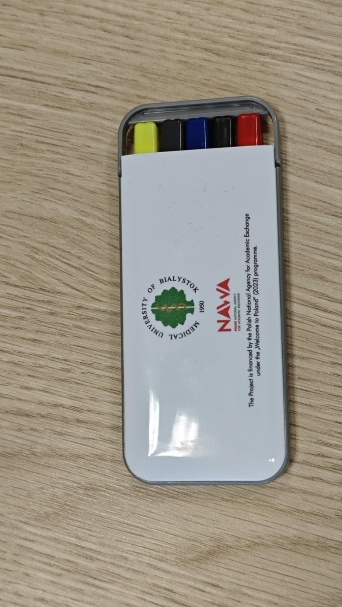 MEDICAL UNIVERSITY OF BIALYSTOK
1950
NAWA
The Project is financed by the Polish National Agency for Academic Exchange
under the „Welcome to Poland” (2023) programme.